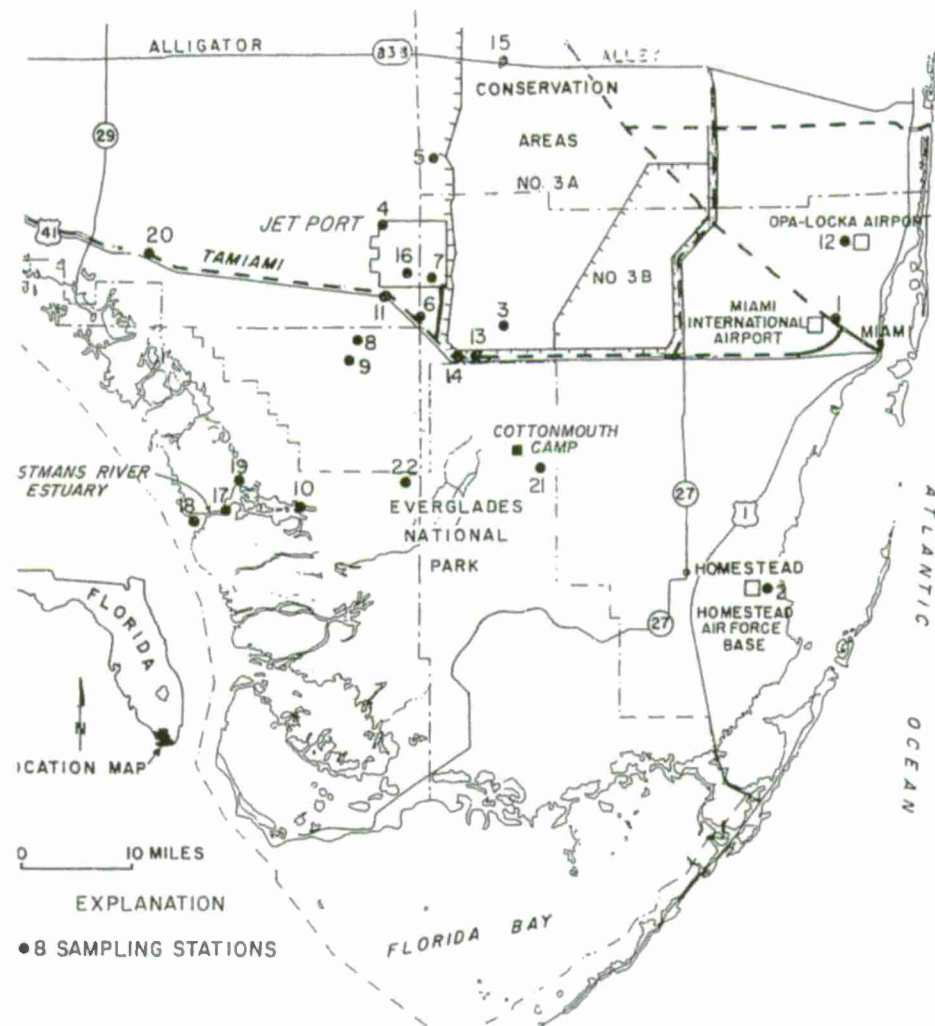 ALLIGATOR
838
15
ALLEY
CONSERVATION
29
AREAS
5
NO. 3A
JET PORT
4
41
20
TAMIAMI
16
7
OPA-LOCKA AIRPORT
12
NO 3B
11
6
3
MIAMI
INTERNATIONAL
AIRPORT
1
MIAMI
8
9
14
13
COTTONMOUTH
CAMP
21
STMANS RIVER
ESTUARY
19
18
17
10
22
EVERGLADES
NATIONAL
PARK
27
1
ATLANTIC
OCEAN
HOMESTEAD
2
HOMESTEAD
AIR FORCE
BASE
27
FLORIDA
N
OCATION MAP
0 10 MILES
EXPLANATION
8 SAMPLING STATIONS
FLORIDA BAY